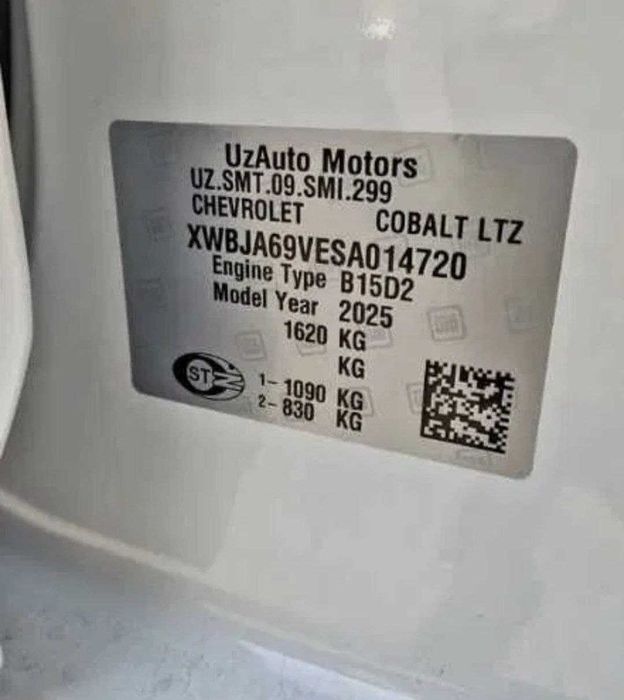 UzAuto Motors
UZ.SMT.09.SMI.299
CHEVROLET COBALT LTZ
XWBJA69VESA014720
Engine Type B15D2
Model Year 2025
1620 KG
KG
1- 1090 KG
2- 830 KG
ST